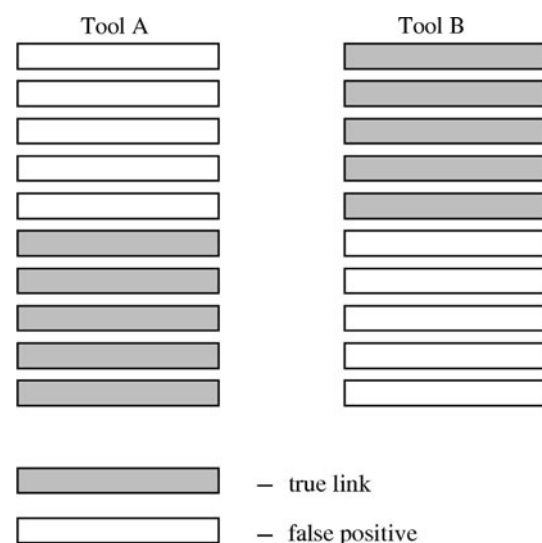 Tool A
Tool B
– true link
– false positive